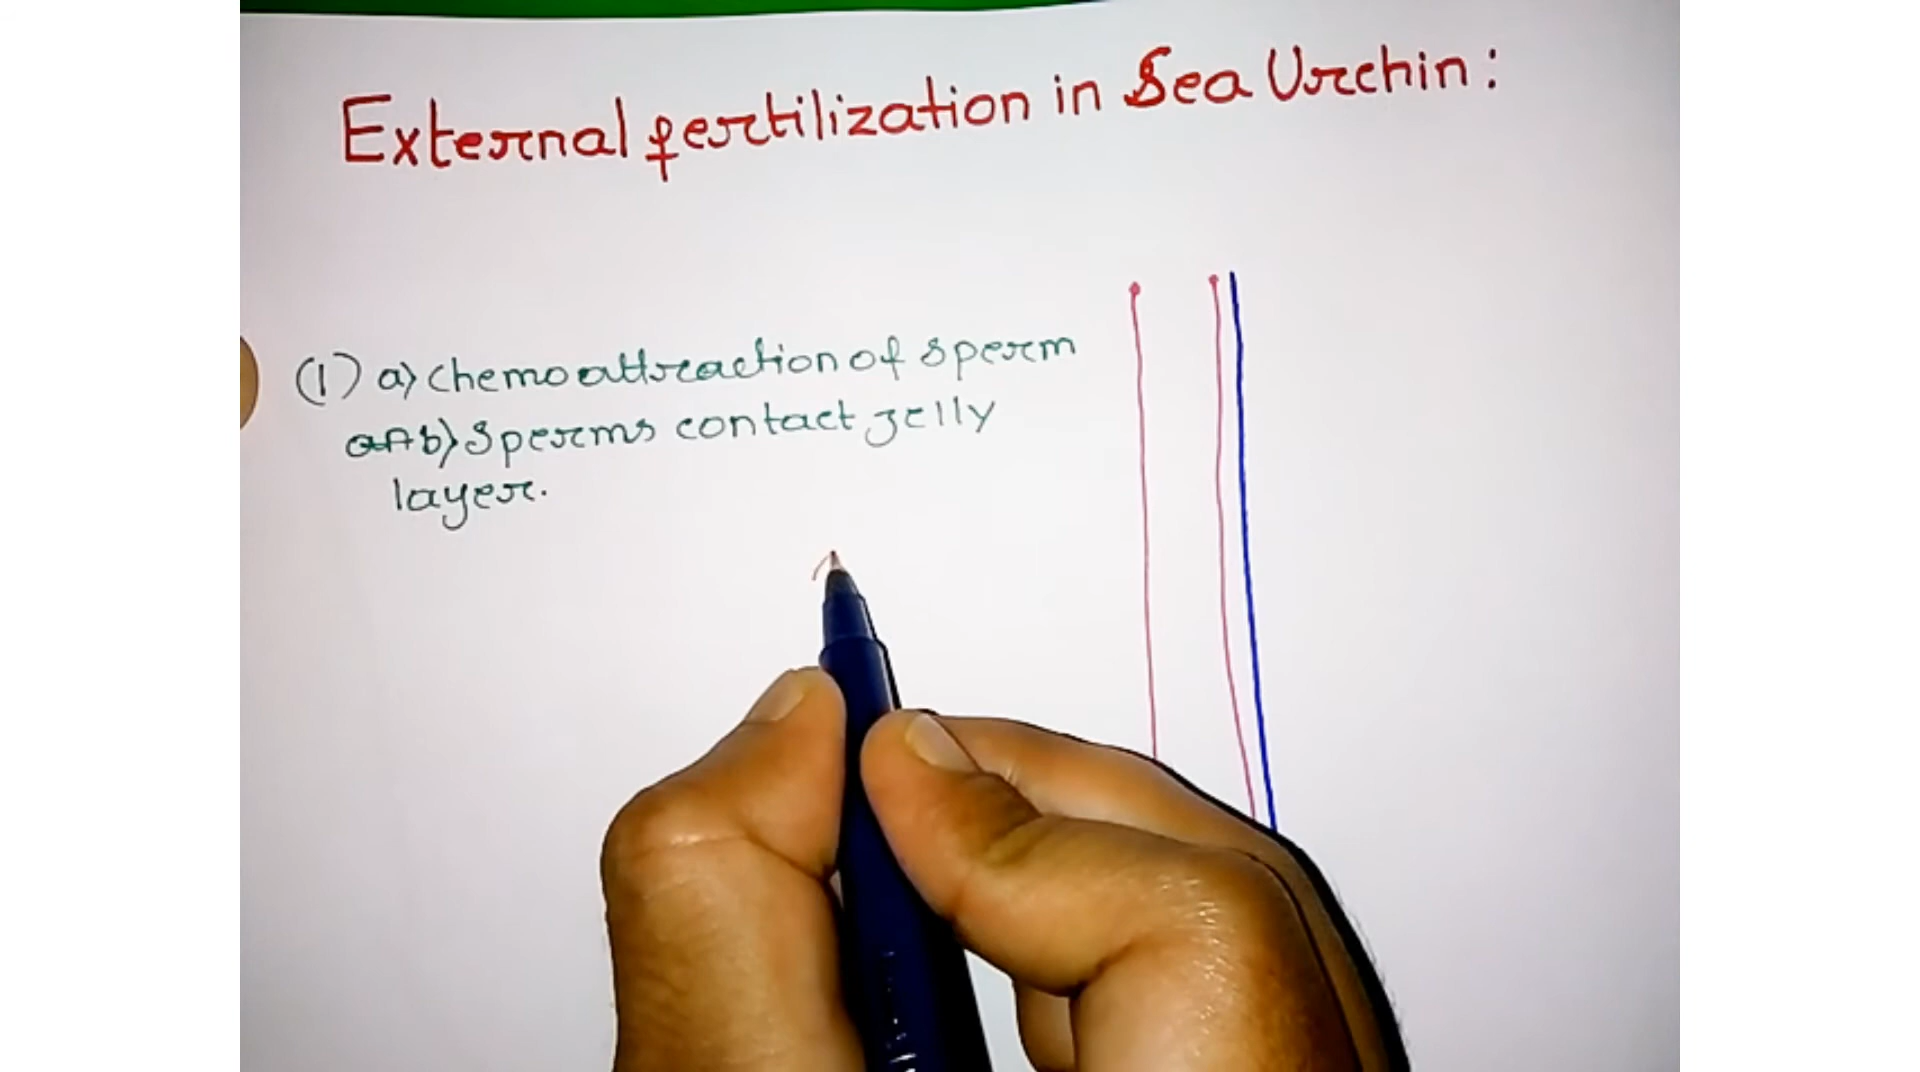 External fertilization in Sea Urchin:
(1) a) chemoattraction of sperm
b) Sperms contact jelly
layer.